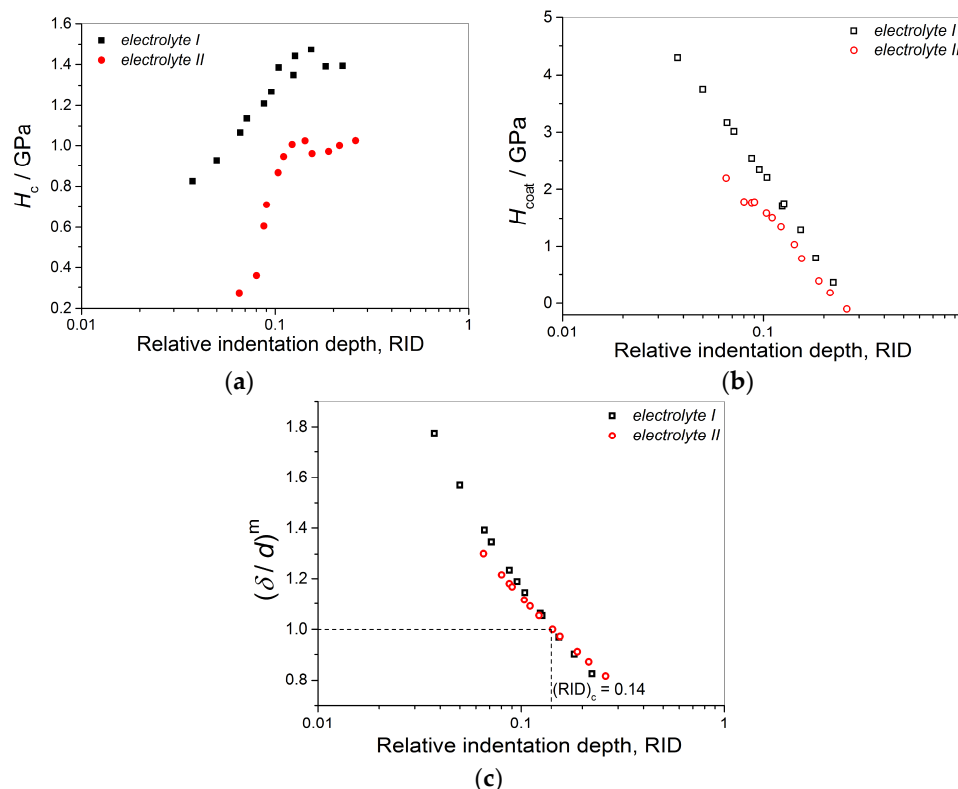 1.6
1.4
1.2
1.0
0.8
0.6
0.4
0.2
H_c / GPa
electrolyte I
electrolyte II
0.01
0.1
1
Relative indentation depth, RID
(a)
5
4
3
2
1
0
H_coat / GPa
electrolyte I
electrolyte II
0.01
0.1
1
Relative indentation depth, RID
(b)
1.8
1.6
1.4
1.2
1.0
0.8
(δ / d)^m
electrolyte I
electrolyte II
(RID)_c = 0.14
0.01
0.1
1
Relative indentation depth, RID
(c)